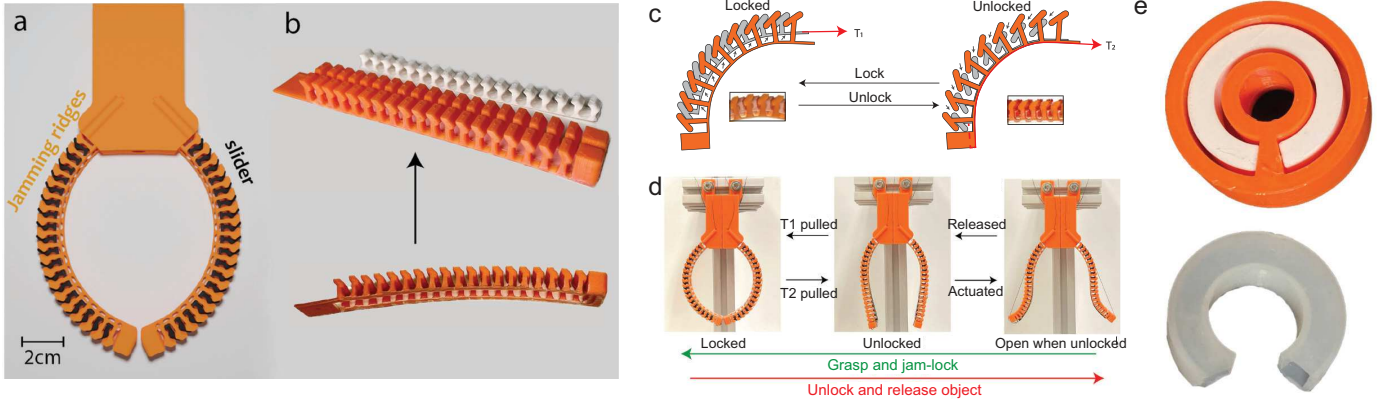 a
Jamming ridges
slider
2cm
b
c
Locked
T1
Lock
Unlock
Unlocked
T2
d
T1 pulled
T2 pulled
Released
Actuated
Locked
Unlocked
Open when unlocked
Grasp and jam-lock
Unlock and release object
e